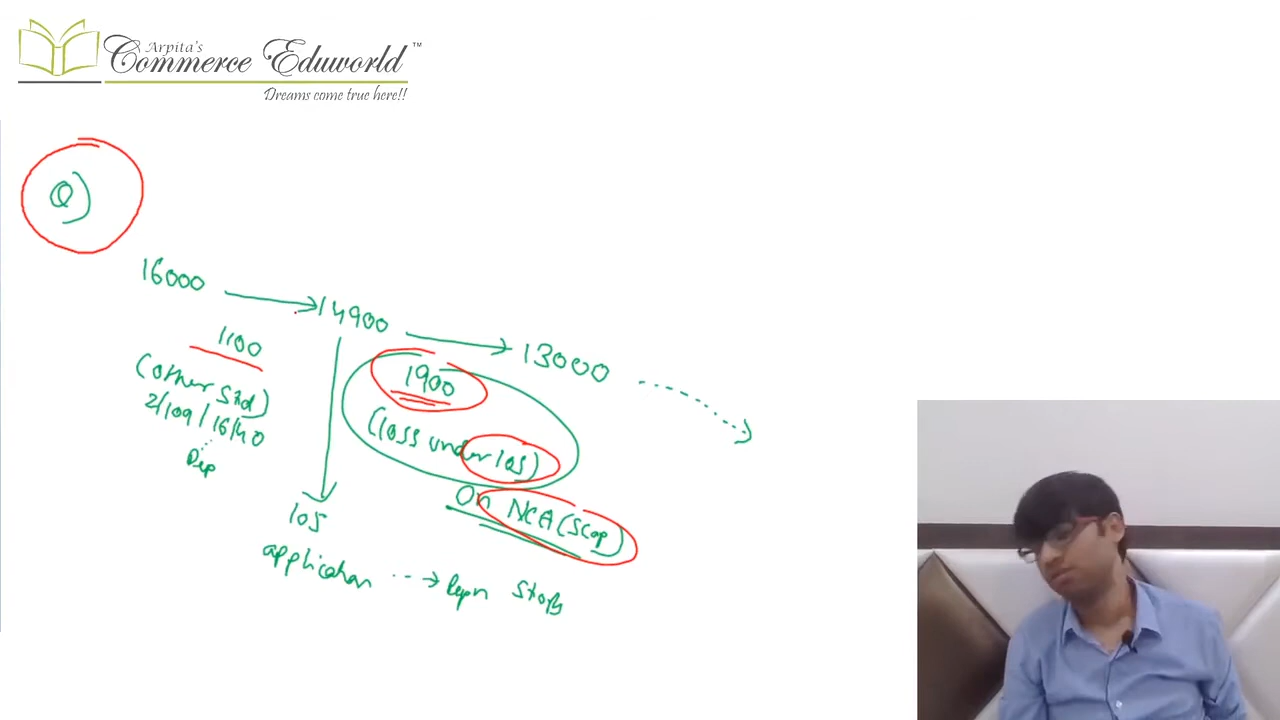 Arpita's
Commerce Eduworld™
Dreams come true here!!
Q)
16000
14900
13000
1100
(other Std)
2/109/16/40
Dep
1900
(loss under 105)
On NCA (Scop)
105
application
Depn Stops